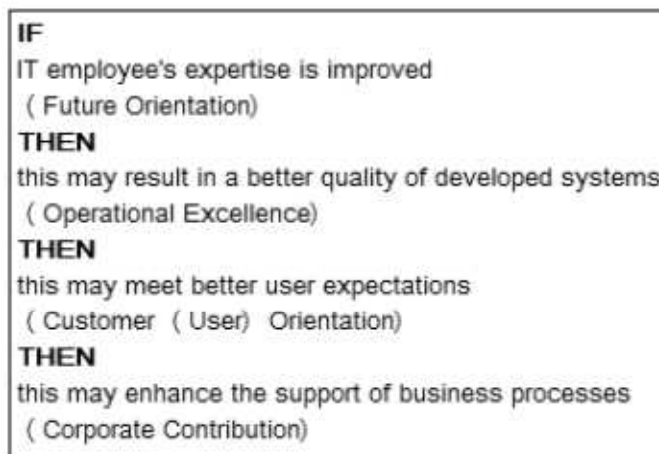 IF
IT employee's expertise is improved
( Future Orientation)
THEN
this may result in a better quality of developed systems
( Operational Excellence)
THEN
this may meet better user expectations
( Customer ( User) Orientation)
THEN
this may enhance the support of business processes
( Corporate Contribution)